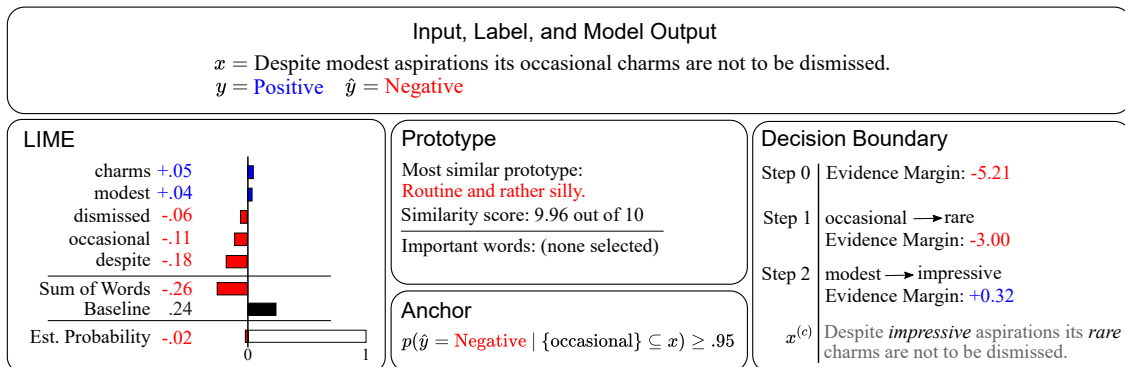 Input, Label, and Model Output
x = Despite modest aspirations its occasional charms are not to be dismissed.
y = Positive ŷ = Negative
LIME
charms +.05
modest +.04
dismissed -.06
occasional -.11
despite -.18
Sum of Words -.26
Baseline .24
Est. Probability -.02
0 1
Prototype
Most similar prototype:
Routine and rather silly.
Similarity score: 9.96 out of 10
Important words: (none selected)
Anchor
p(ŷ = Negative | {occasional} ⊆ x) ≥ .95
Decision Boundary
Step 0 Evidence Margin: -5.21
Step 1 occasional → rare
Evidence Margin: -3.00
Step 2 modest → impressive
Evidence Margin: +0.32
x⁽ᶜ⁾ Despite impressive aspirations its rare
charms are not to be dismissed.